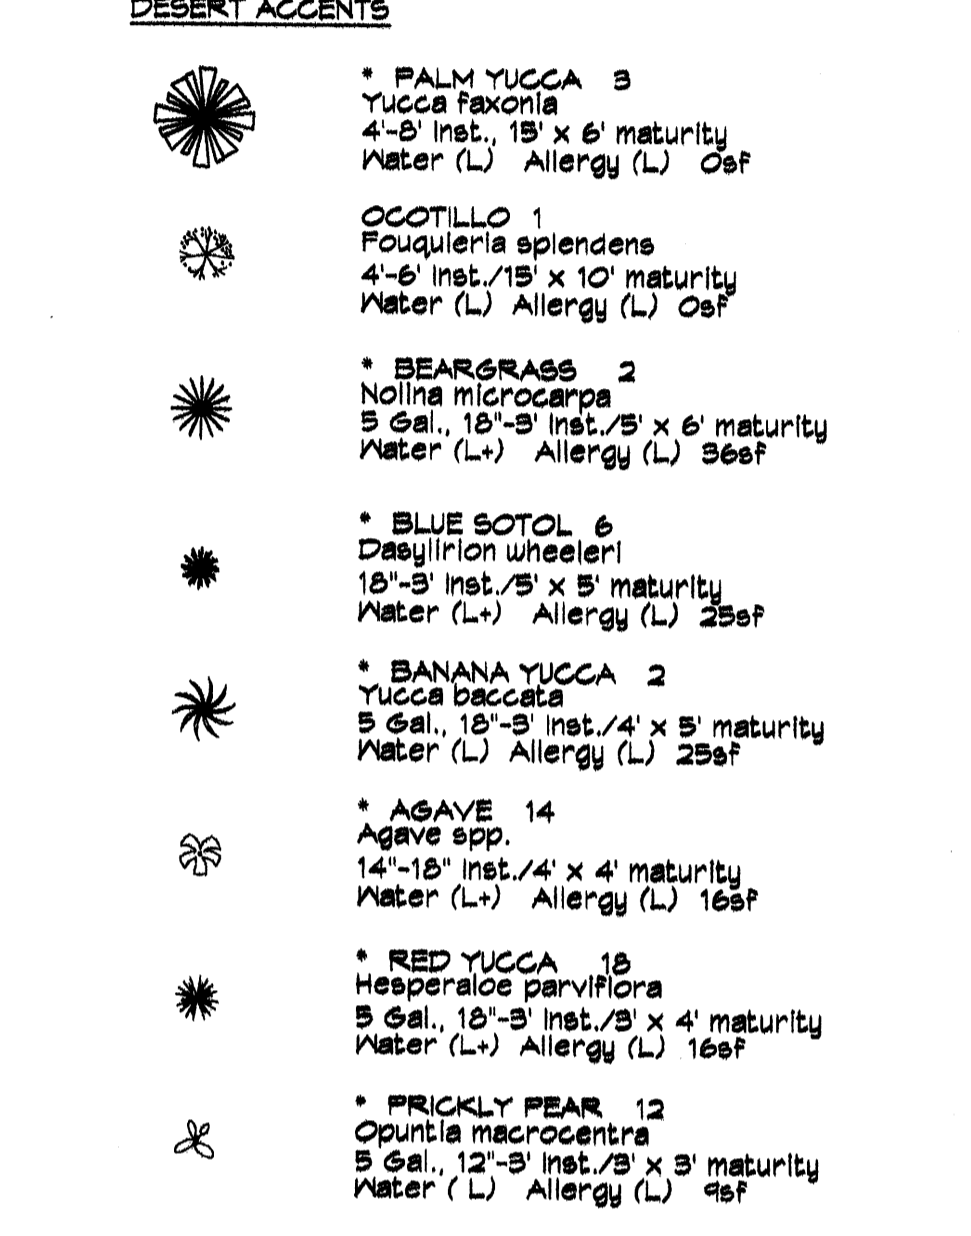 DESERT ACCENTS
* PALM YUCCA 3
Yucca faxonia
4'-8' Inst., 15' x 6' maturity
Water (L) Allergy (L) 0sf
OCOTILLO 1
Fouquieria splendens
4'-6' Inst./15' x 10' maturity
Water (L) Allergy (L) 0sf
* BEARGRASS 2
Nolina microcarpa
5 Gal., 18"-3' Inst./5' x 6' maturity
Water (L+) Allergy (L) 36sf
* BLUE SOTOL 6
Dasylirion wheeleri
18"-3' Inst./5' x 5' maturity
Water (L+) Allergy (L) 25sf
* BANANA YUCCA 2
Yucca baccata
5 Gal., 18"-3' Inst./4' x 5' maturity
Water (L) Allergy (L) 25sf
* AGAVE 14
Agave spp.
14"-18" Inst./4' x 4' maturity
Water (L+) Allergy (L) 16sf
* RED YUCCA 18
Hesperaloe parviflora
5 Gal., 18"-3' Inst./3' x 4' maturity
Water (L+) Allergy (L) 16sf
* PRICKLY PEAR 12
Opuntia macrocentra
5 Gal., 12"-3' Inst./3' x 3' maturity
Water ( L) Allergy (L) 9sf